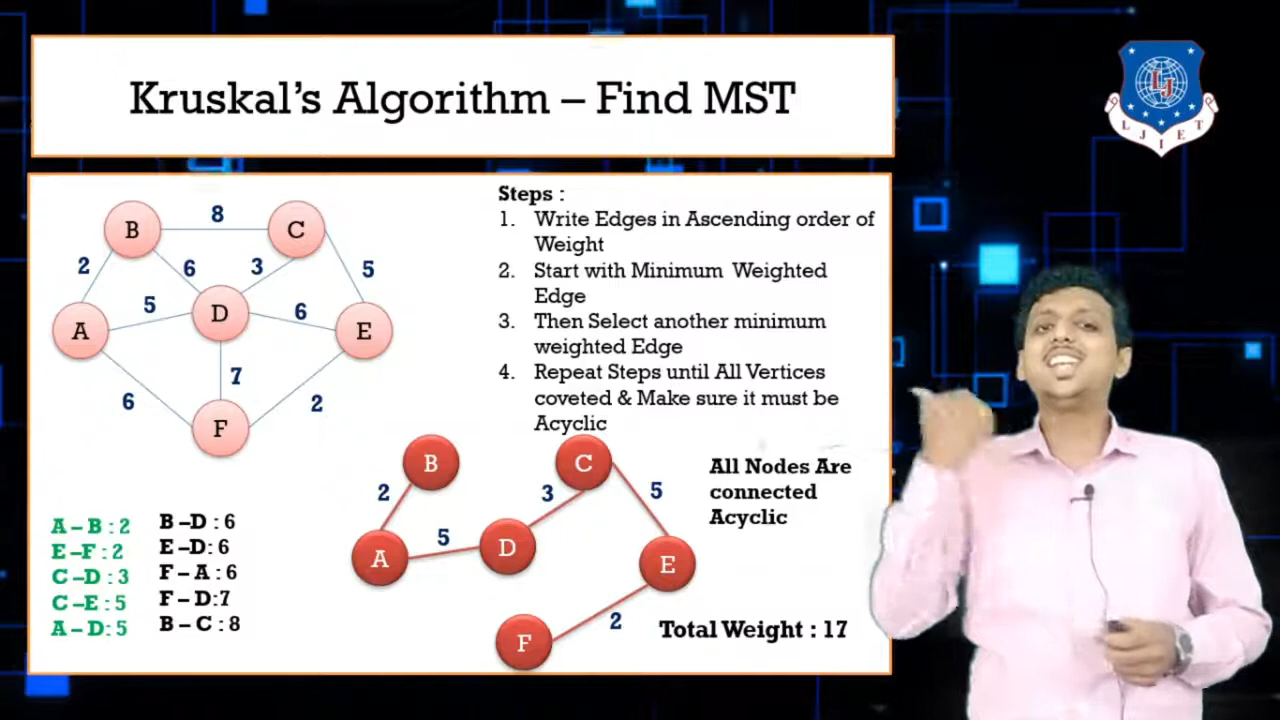 Kruskal's Algorithm – Find MST
LJIET
LJ
B
8
C
2
6
3
5
A
5
D
6
E
7
6
2
F
Steps :
1. Write Edges in Ascending order of
Weight
2. Start with Minimum Weighted
Edge
3. Then Select another minimum
weighted Edge
4. Repeat Steps until All Vertices
coveted & Make sure it must be
Acyclic
A – B : 2
E – F : 2
C – D : 3
C – E : 5
A – D : 5
B – D : 6
E – D : 6
F – A : 6
F – D:7
B – C : 8
B
C
2
3
5
A
5
D
E
2
F
All Nodes Are
connected
Acyclic
Total Weight : 17